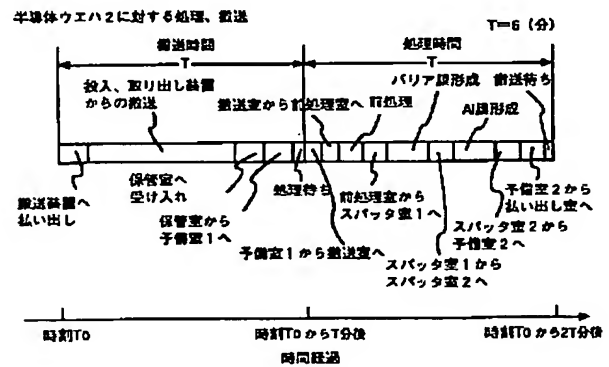 半導体ウエハ2に対する処理、搬送
T=6(分)
搬送時間
処理時間
T
T
投入、取り出し装置
からの搬送
搬送室から前処理室へ
前処理
バリア膜形成
Al膜形成
搬送待ち
搬送装置へ
払い出し
保管室へ
受け入れ
保管室から
予備室1へ
処理待ち
予備室1から搬送室へ
前処理室から
スパッタ室1へ
スパッタ室1から
スパッタ室2へ
スパッタ室2から
予備室2へ
予備室2から
払い出し室へ
時刻T0
時刻T0からT分後
時刻T0から2T分後
時間経過